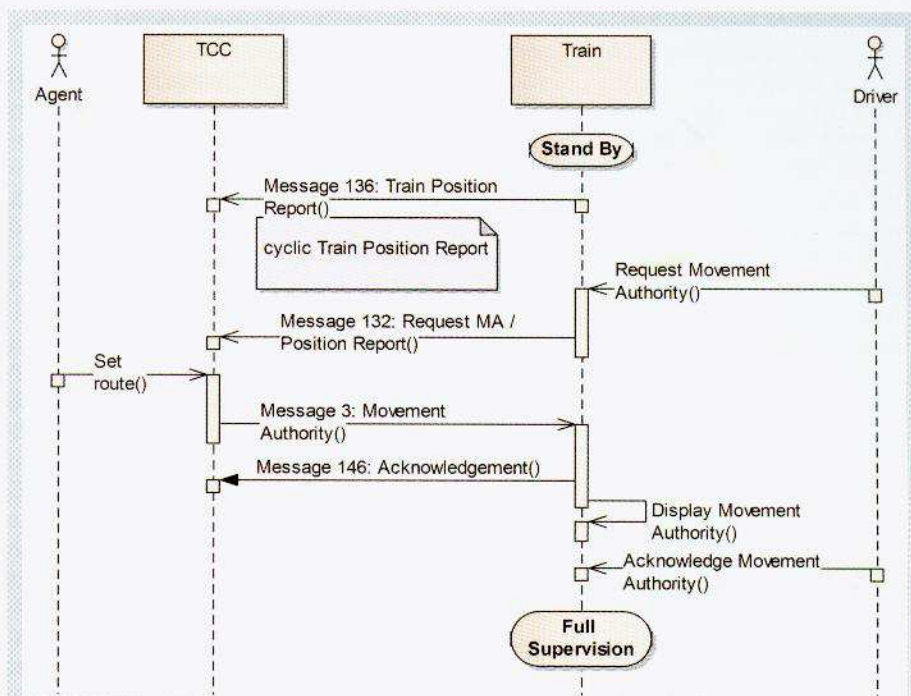 TCC
Train
Agent
Driver
Stand By
Message 136: Train Position
Report()
cyclic Train Position Report
Request Movement
Authority()
Message 132: Request MA /
Position Report()
Set
route()
Message 3: Movement
Authority()
Message 146: Acknowledgement()
Display Movement
Authority()
Acknowledge Movement
Authority()
Full
Supervision